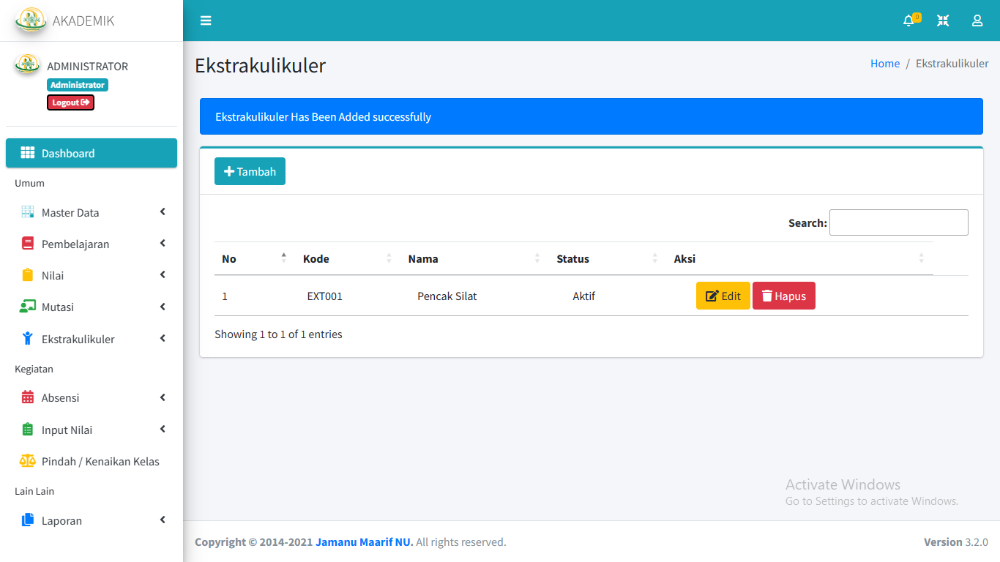 AKADEMIK
0
ADMINISTRATOR
Administrator
Logout
Dashboard
Umum
Master Data
Pembelajaran
Nilai
Mutasi
Ekstrakulikuler
Kegiatan
Absensi
Input Nilai
Pindah / Kenaikan Kelas
Lain Lain
Laporan
Ekstrakulikuler
Home / Ekstrakulikuler
Ekstrakulikuler Has Been Added successfully
Tambah
Search:
No Kode Nama Status Aksi
1 EXT001 Pencak Silat Aktif Edit Hapus
Showing 1 to 1 of 1 entries
Activate Windows
Go to Settings to activate Windows.
Copyright © 2014-2021 Jamanu Maarif NU. All rights reserved.
Version 3.2.0